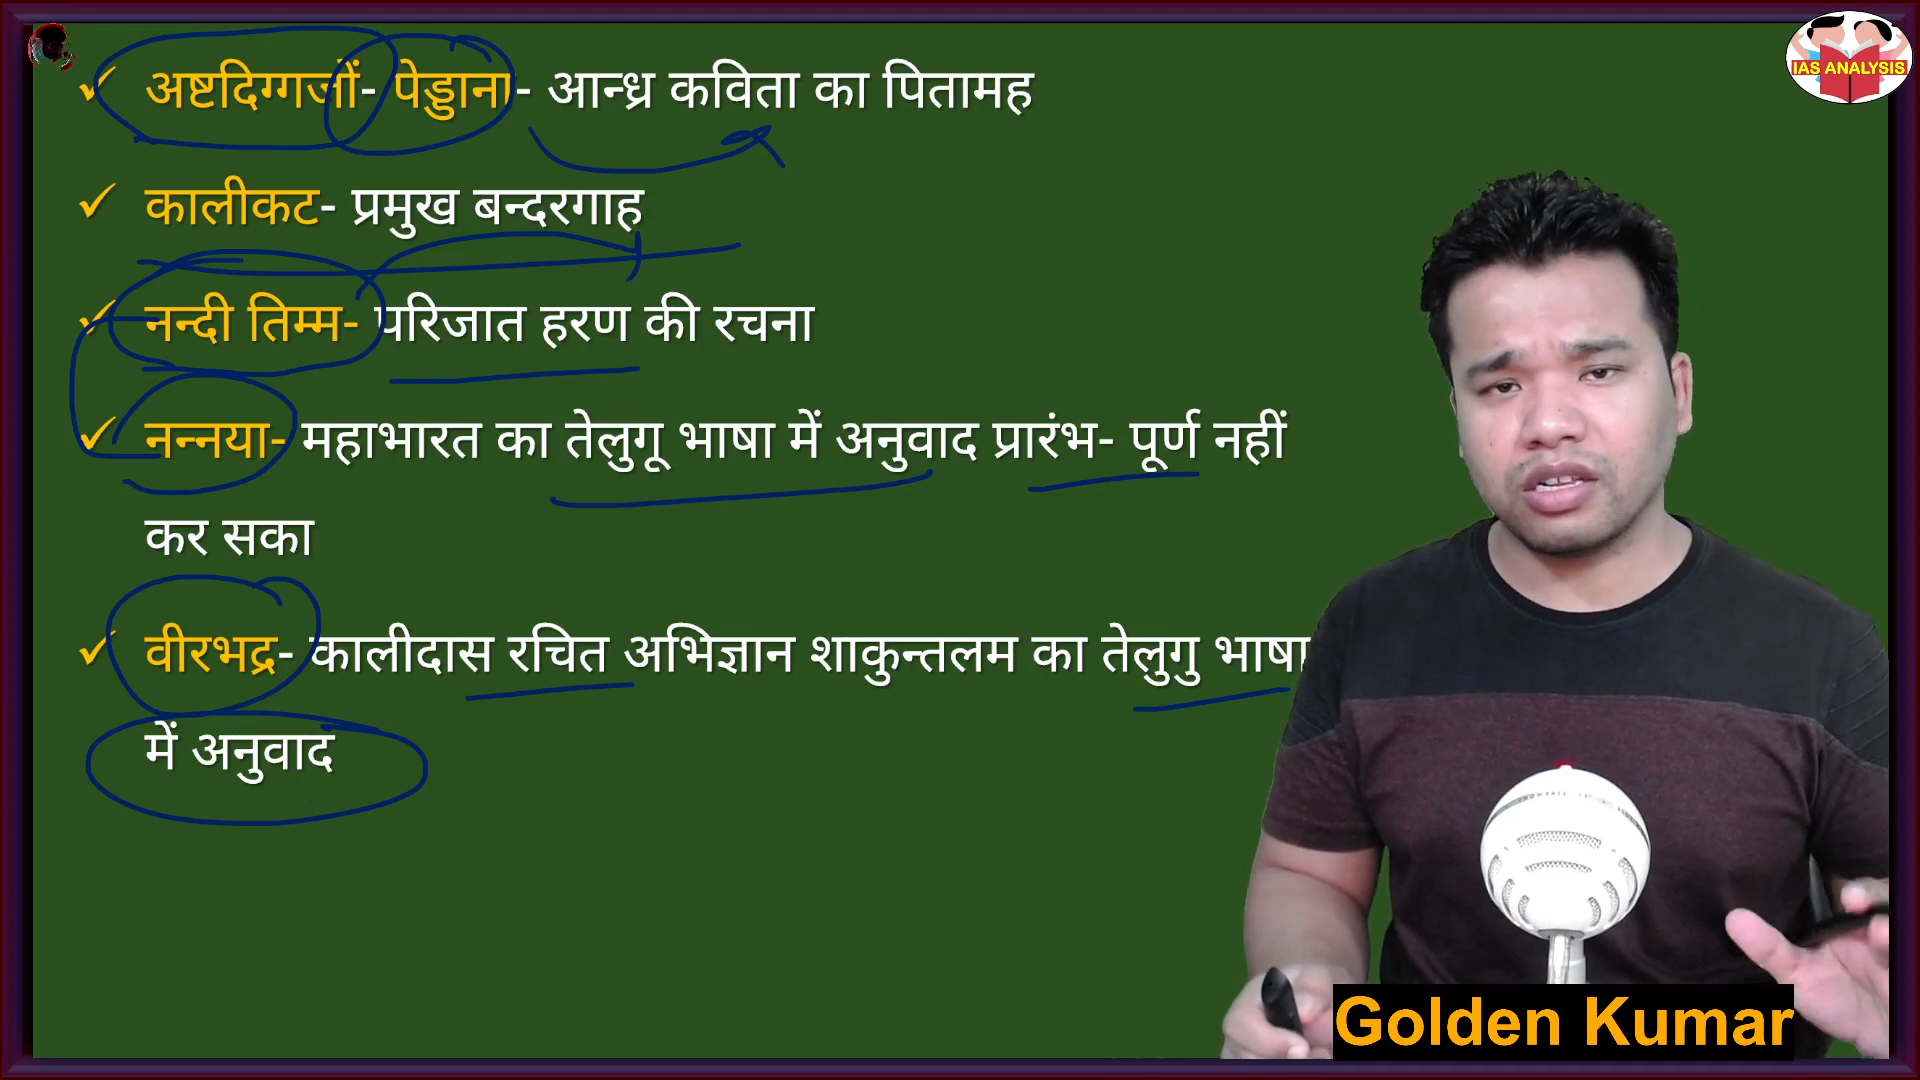 अष्टदिग्गजों- पेड्डाना- आन्ध्र कविता का पितामह
IAS ANALYSIS
कालीकट- प्रमुख बन्दरगाह
नन्दी तिम्म- परिजात हरण की रचना
नन्नया- महाभारत का तेलुगू भाषा में अनुवाद प्रारंभ- पूर्ण नहीं
कर सका
वीरभद्र- कालीदास रचित अभिज्ञान शाकुन्तलम का तेलुगु भाषा
में अनुवाद
Golden Kumar